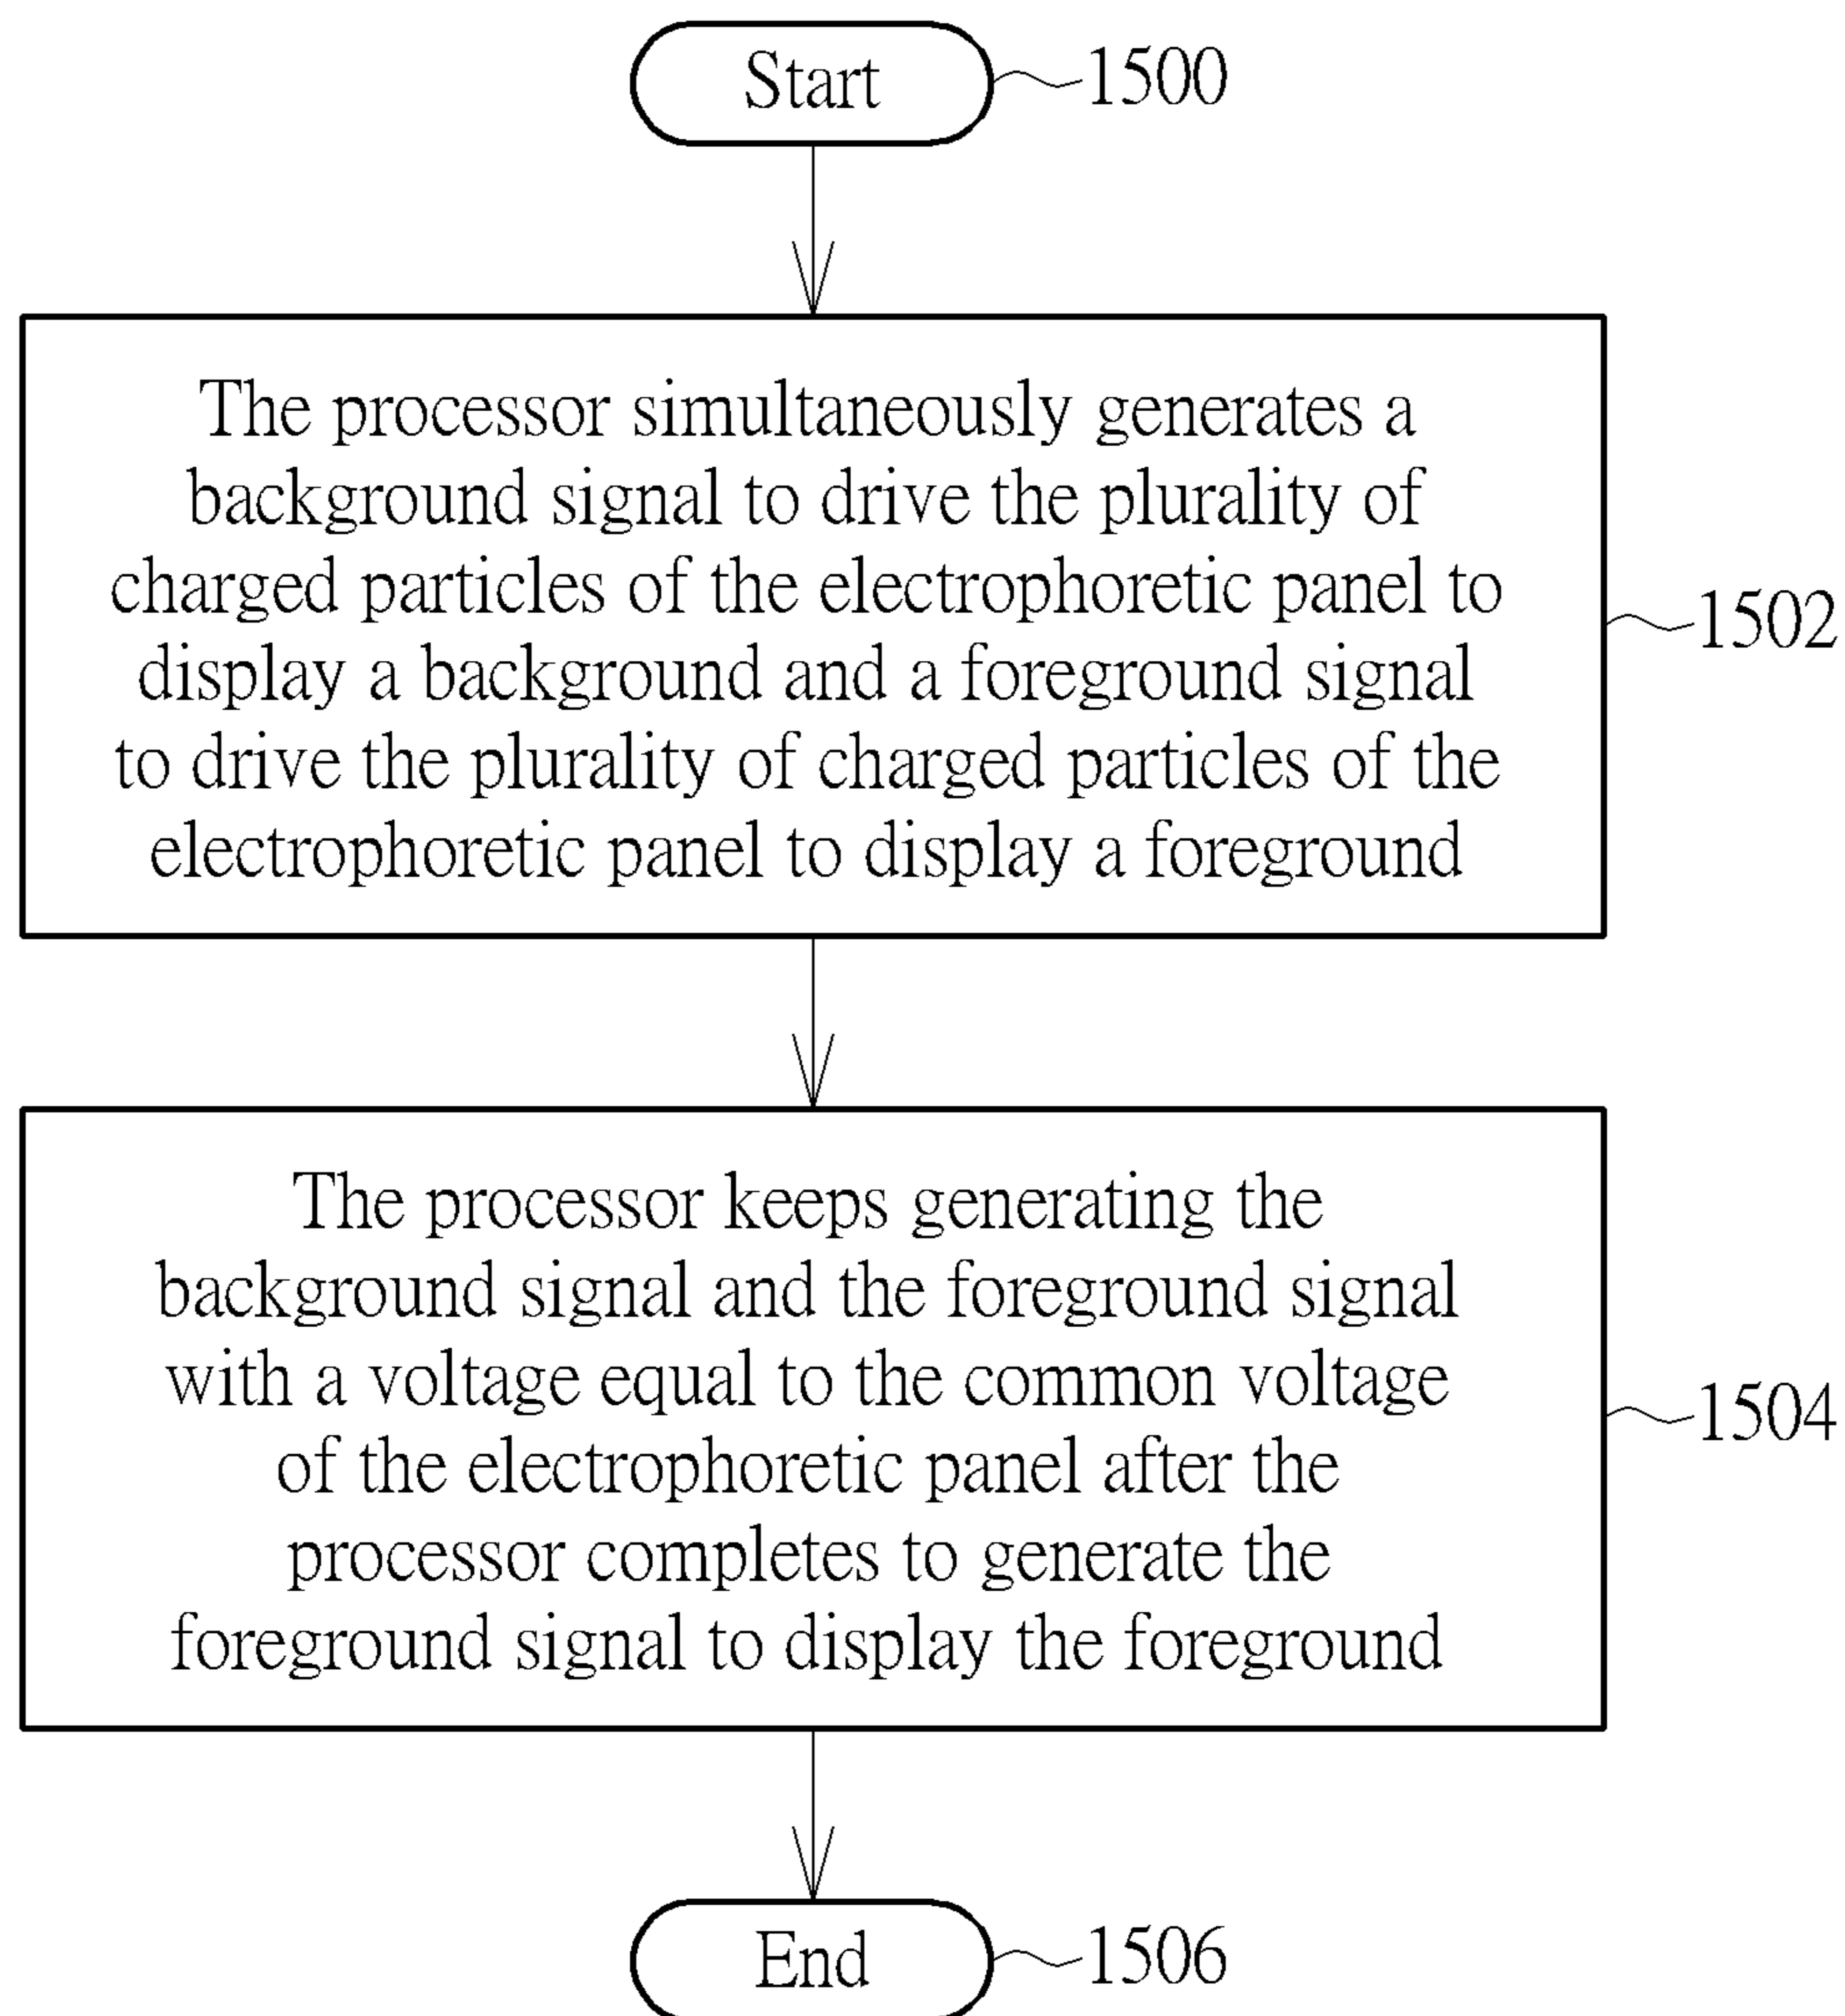 Start
1500
The processor simultaneously generates a
background signal to drive the plurality of
charged particles of the electrophoretic panel to
display a background and a foreground signal
to drive the plurality of charged particles of the
electrophoretic panel to display a foreground
1502
The processor keeps generating the
background signal and the foreground signal
with a voltage equal to the common voltage
of the electrophoretic panel after the
processor completes to generate the
foreground signal to display the foreground
1504
End
1506